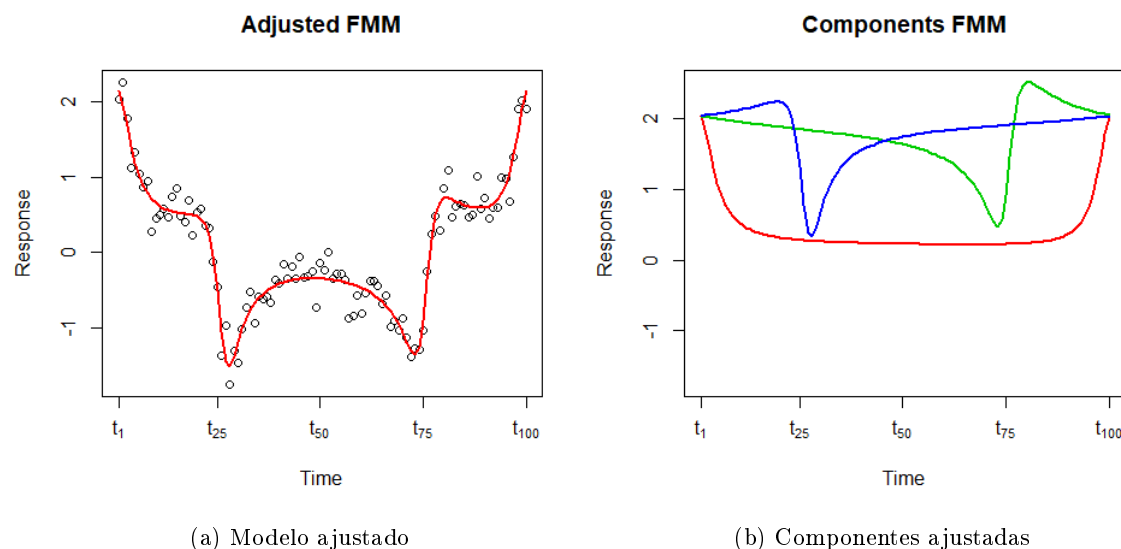 Adjusted FMM
Response
2
1
0
-1
t₁ t₂₅ t₅₀ t₇₅ t₁₀₀
Time
(a) Modelo ajustado
Components FMM
Response
2
1
0
-1
t₁ t₂₅ t₅₀ t₇₅ t₁₀₀
Time
(b) Componentes ajustadas